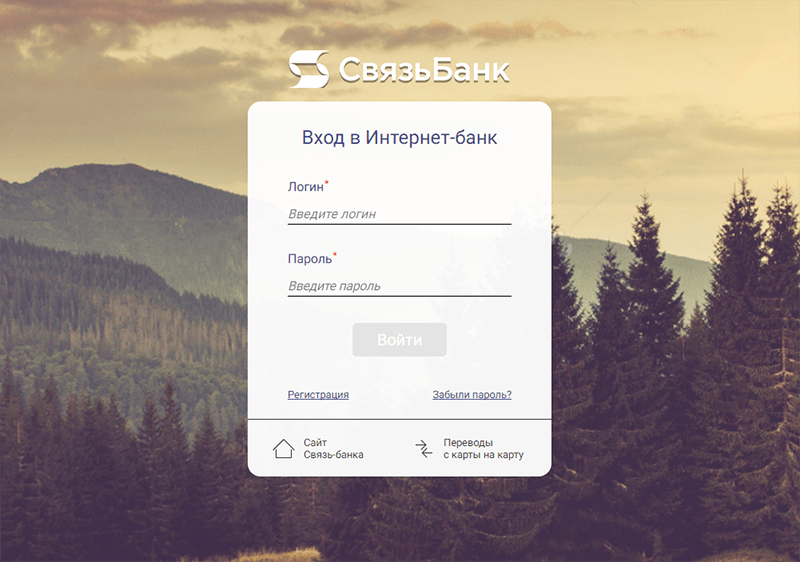 СвязьБанк
Вход в Интернет-банк
Логин*
Введите логин
Пароль*
Введите пароль
Войти
Регистрация Забыли пароль?
Сайт
Связь-банка
Переводы
с карты на карту